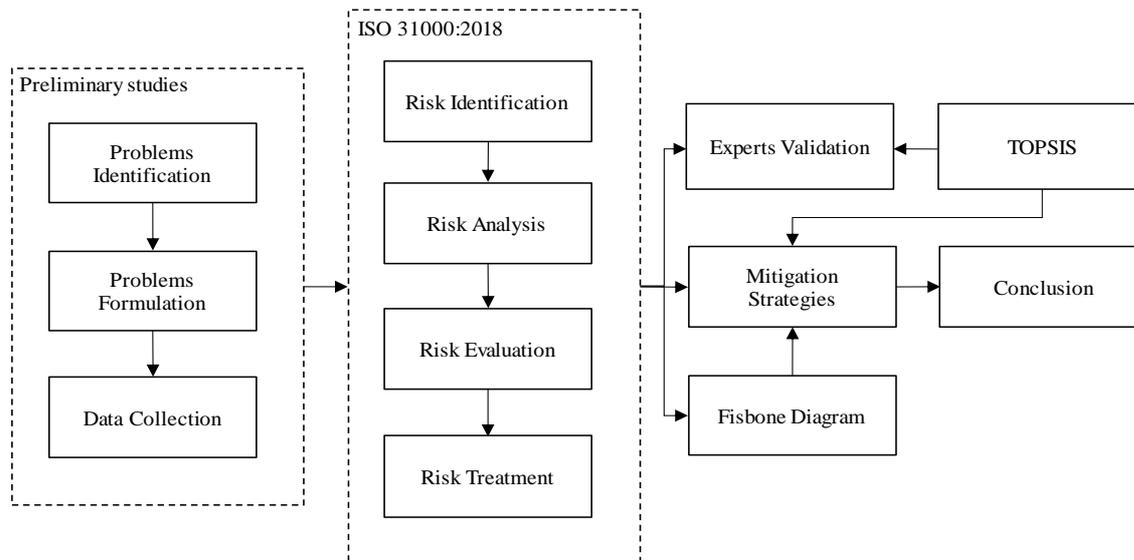 Preliminary studies
Problems
Identification
Problems
Formulation
Data Collection
ISO 31000:2018
Risk Identification
Risk Analysis
Risk Evaluation
Risk Treatment
Experts Validation
TOPSIS
Mitigation
Strategies
Conclusion
Fisbone Diagram